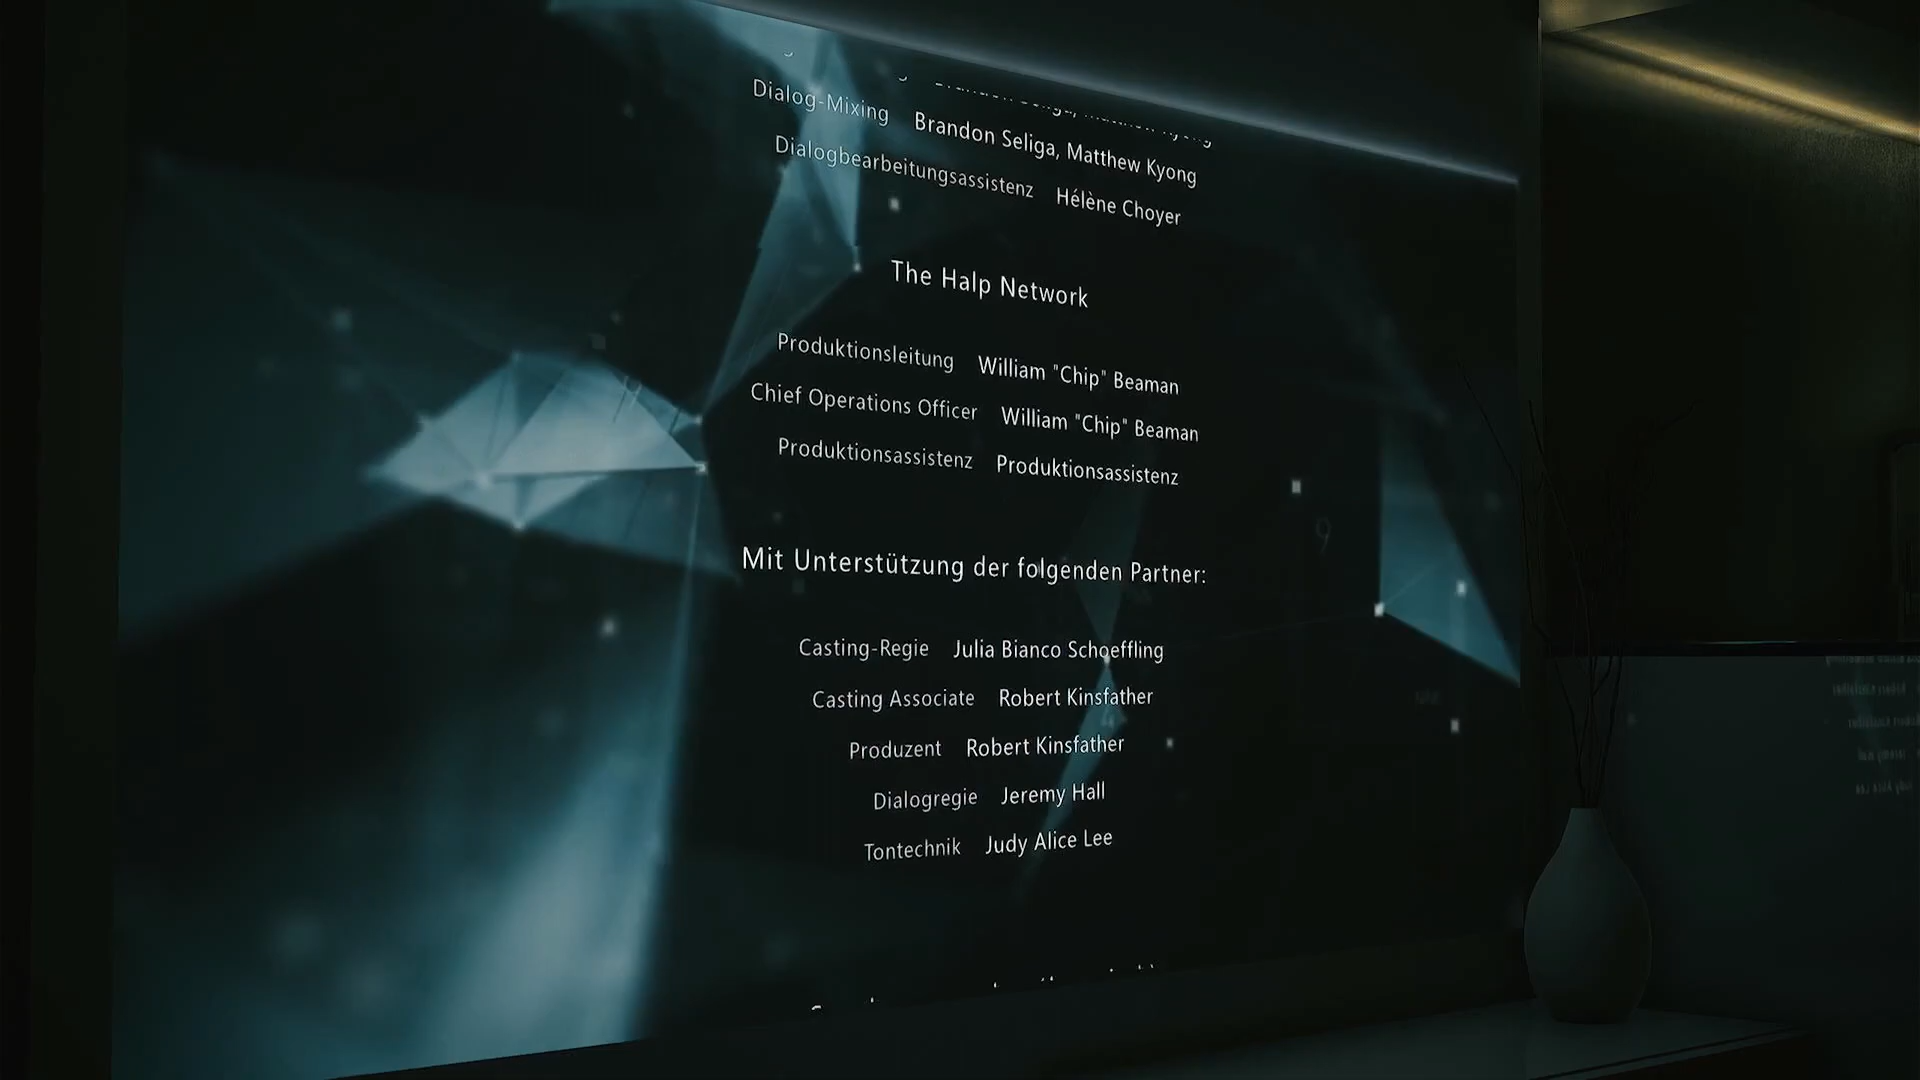 Dialog-Mixing Brandon Seliga, Matthew Kyong
Dialogbearbeitungsassistenz Hélène Choyer
The Halp Network
Produktionsleitung William "Chip" Beaman
Chief Operations Officer William "Chip" Beaman
Produktionsassistenz Produktionsassistenz
Mit Unterstützung der folgenden Partner:
Casting-Regie Julia Bianco Schoeffling
Casting Associate Robert Kinsfather
Produzent Robert Kinsfather
Dialogregie Jeremy Hall
Tontechnik Judy Alice Lee